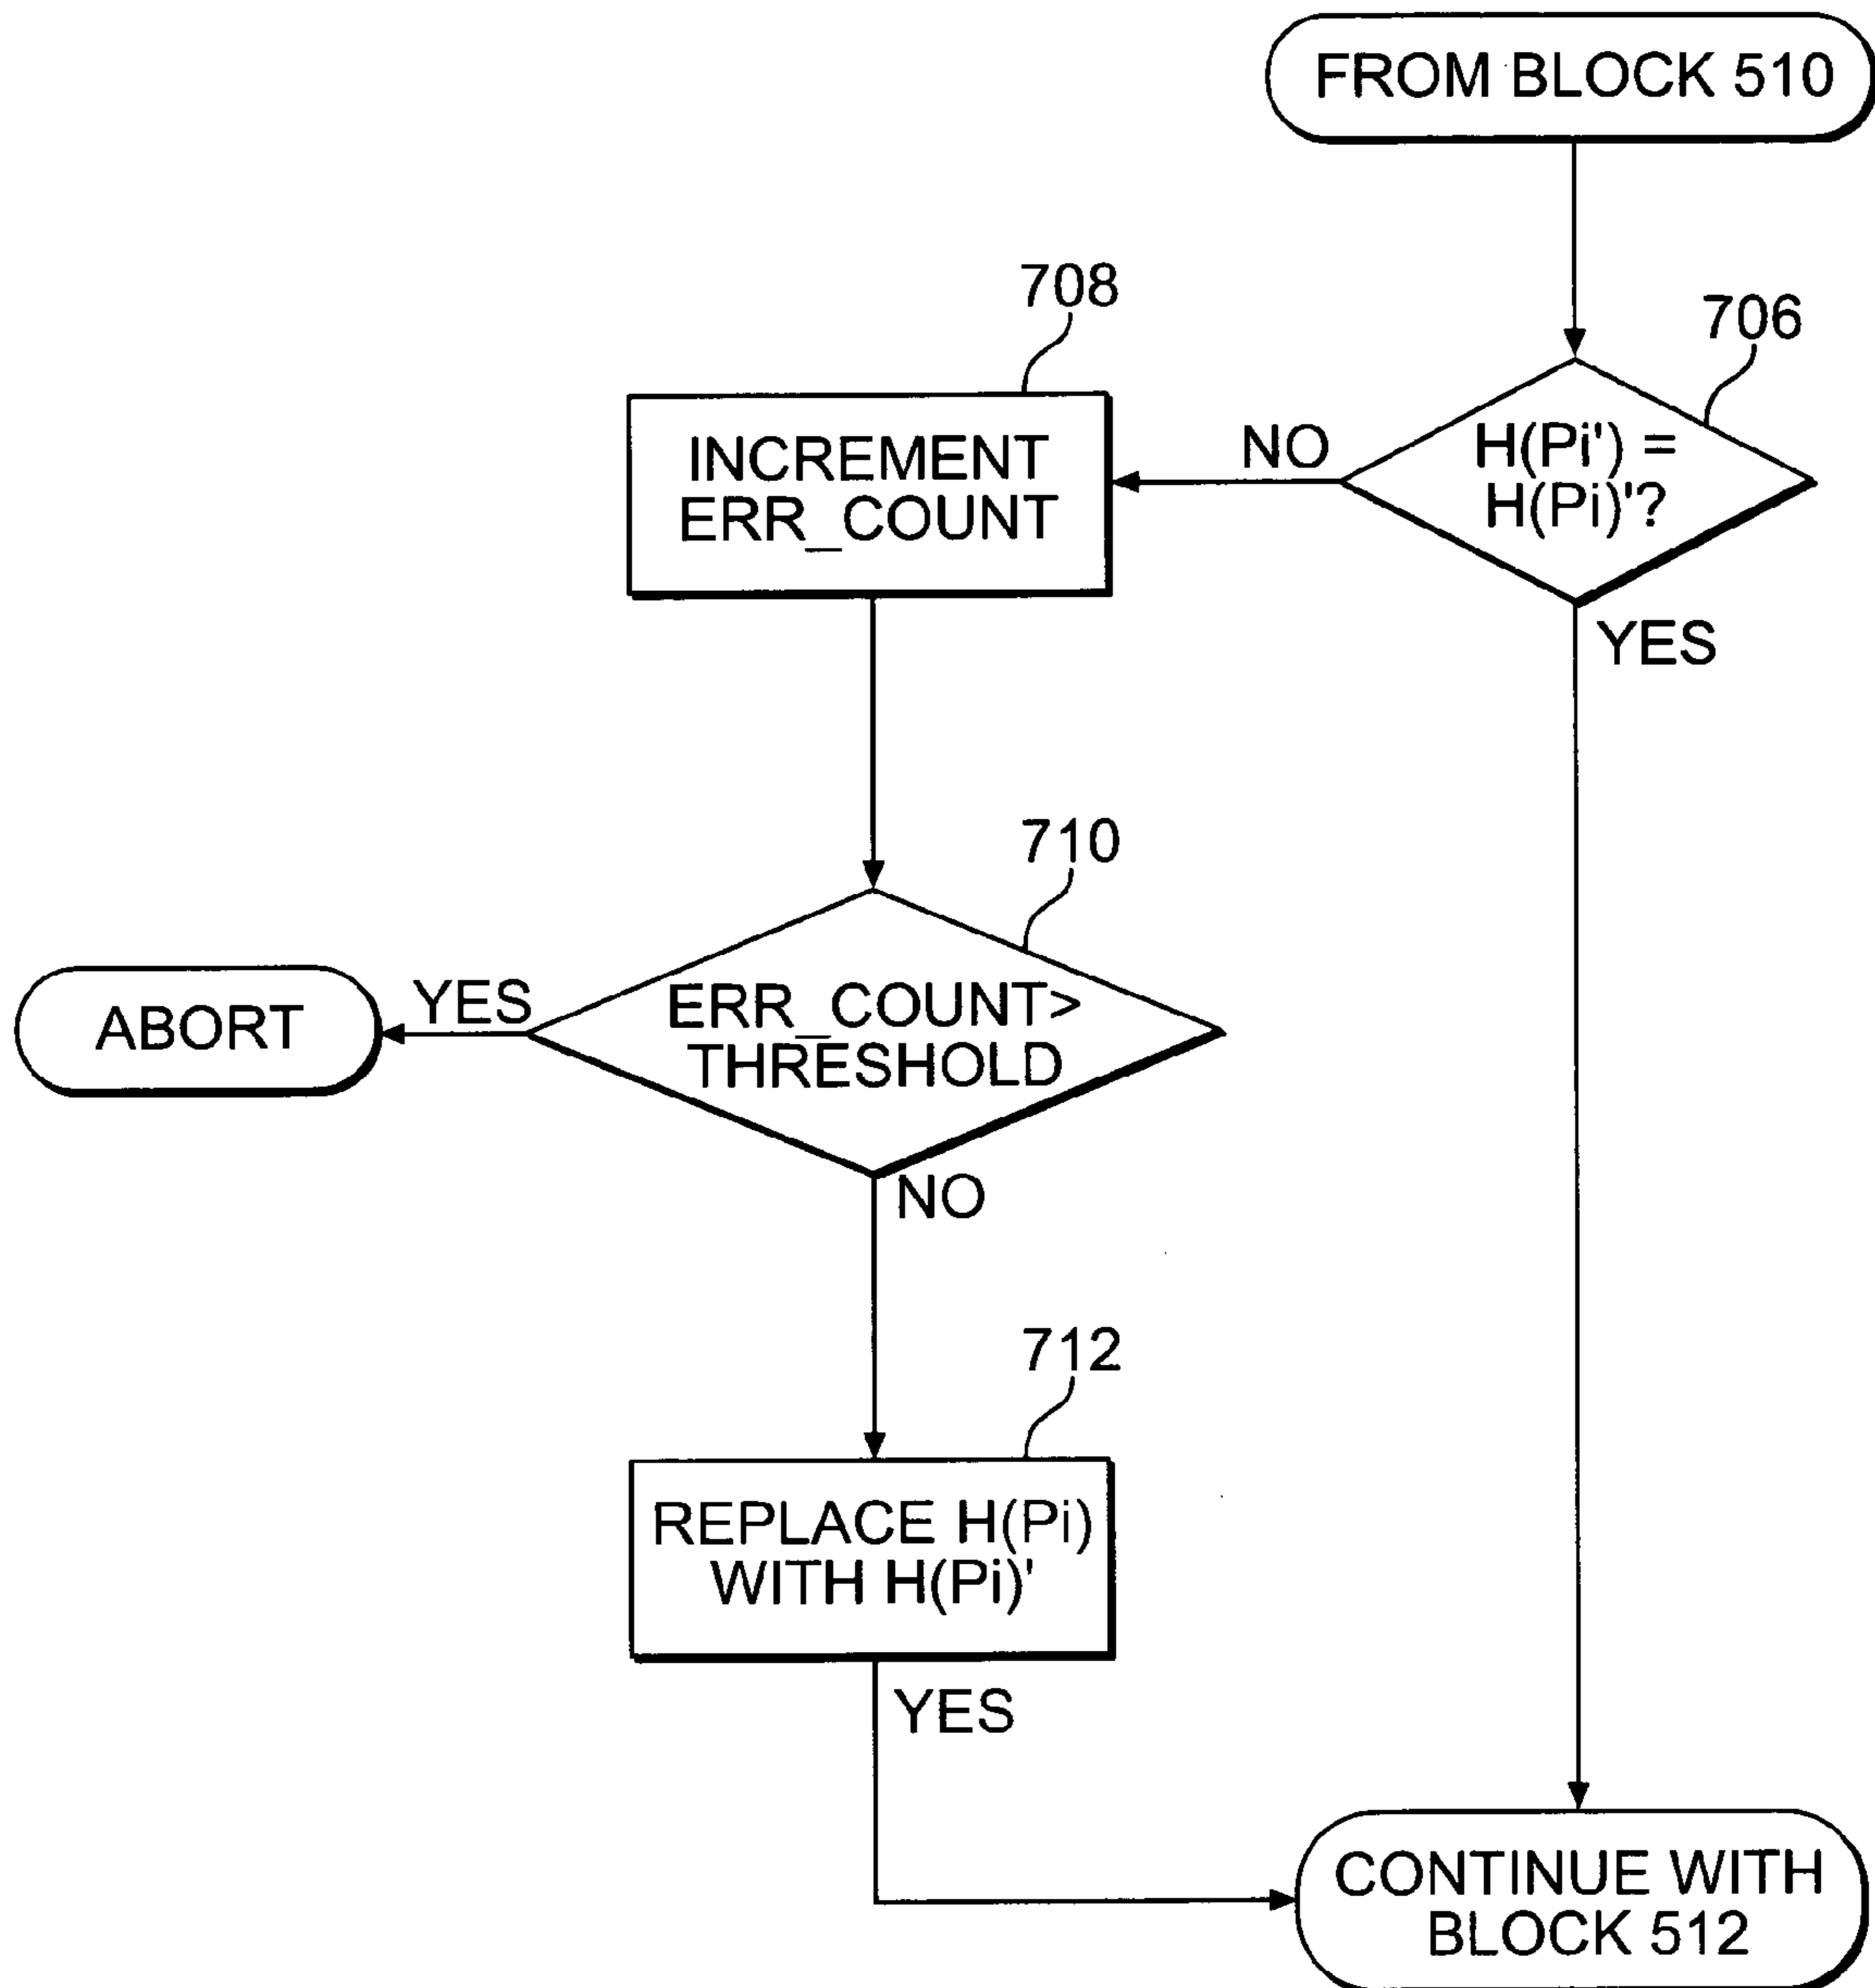 FROM BLOCK 510
706
H(Pi') =
H(Pi)'?
NO
YES
708
INCREMENT
ERR_COUNT
710
ERR_COUNT>
THRESHOLD
YES
ABORT
NO
712
REPLACE H(Pi)
WITH H(Pi)'
YES
CONTINUE WITH
BLOCK 512